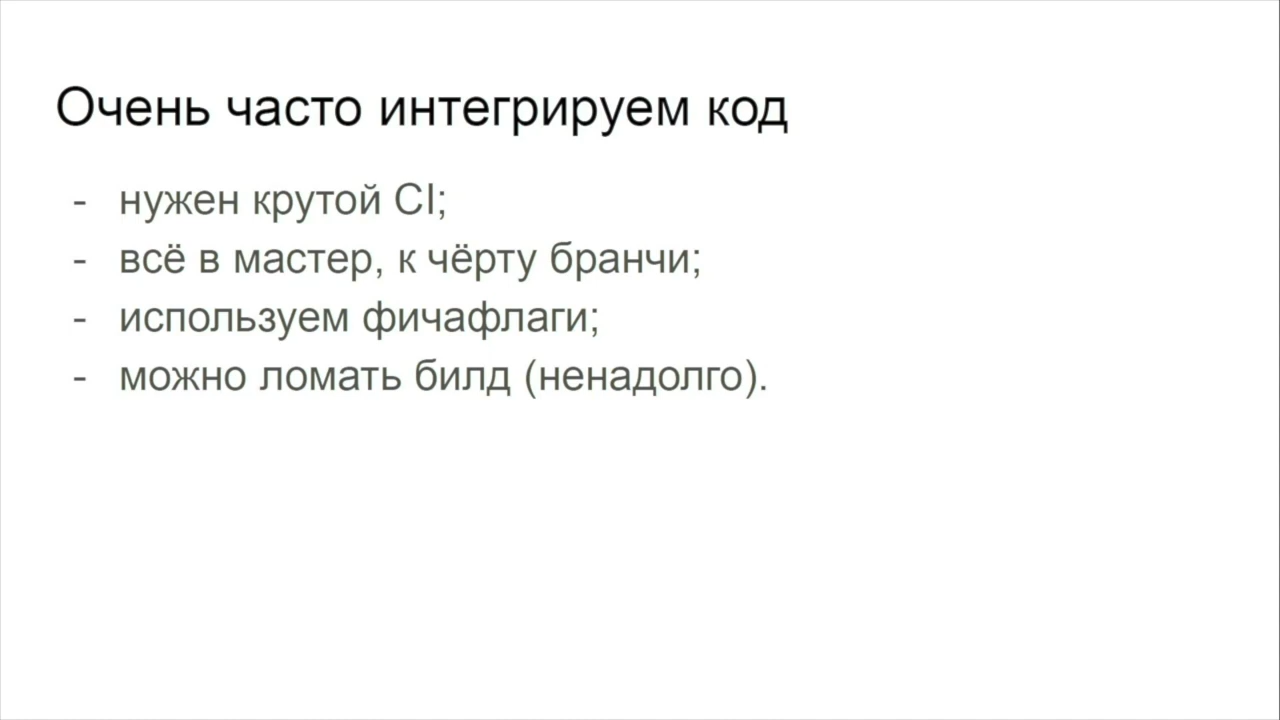 Очень часто интегрируем код
- нужен крутой CI;
- всё в мастер, к чёрту бранчи;
- используем фичафлаги;
- можно ломать билд (ненадолго).